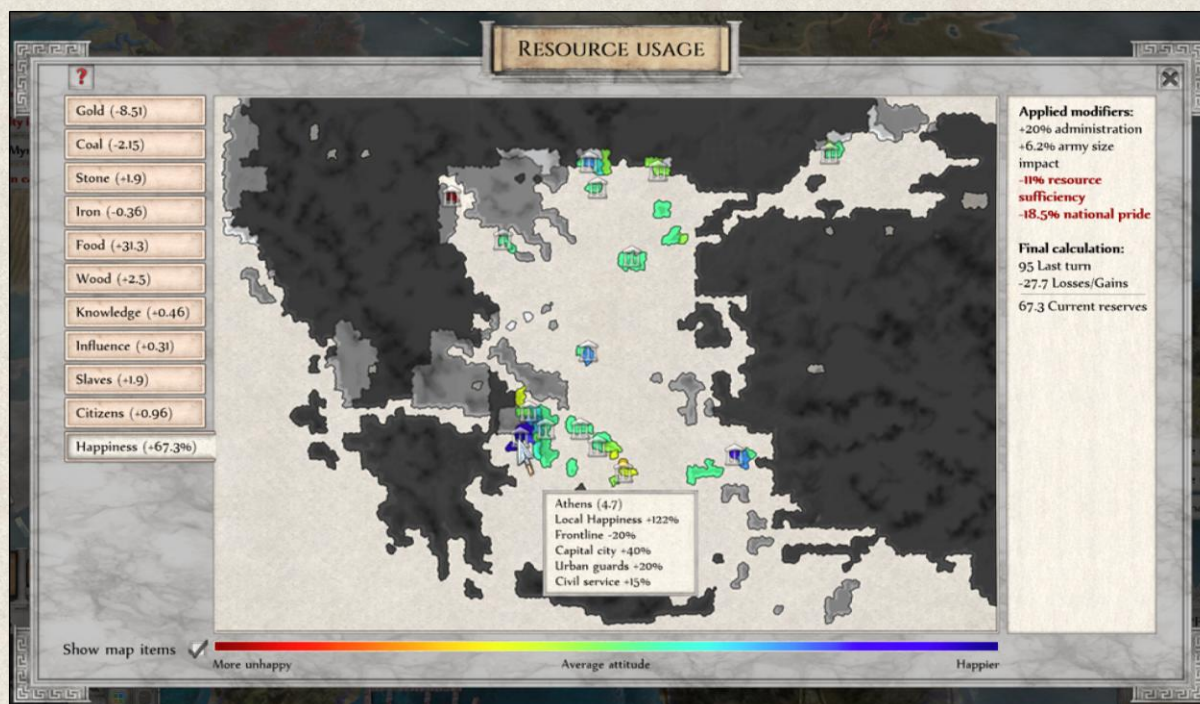 RESOURCE USAGE
?
Gold (-8.51)
Coal (-2.15)
Stone (+1.9)
Iron (-0.36)
Food (+31.3)
Wood (+2.5)
Knowledge (+0.46)
Influence (+0.31)
Slaves (+1.9)
Citizens (+0.96)
Happiness (+67.3%)
Athens (4.7)
Local Happiness +122%
Frontline -20%
Capital city +40%
Urban guards +20%
Civil service +15%
Applied modifiers:
+20% administration
+6.2% army size
impact
-11% resource
sufficiency
-18.5% national pride
Final calculation:
95 Last turn
-27.7 Losses/Gains
67.3 Current reserves
Show map items
More unhappy
Average attitude
Happier